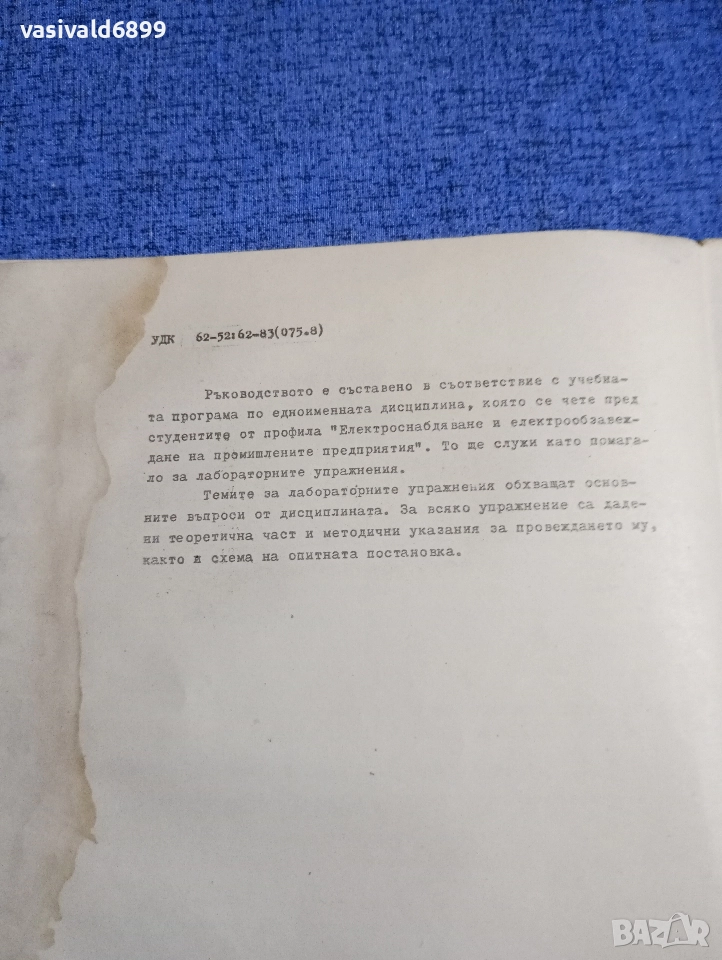 vasivald6899
УДК 62-52:62-83(075.8)
Ръководството е съставено в съответствие с учебна-
та програма по едноименната дисциплина, която се чете пред
студентите от профила "Електроснабдяване и електрообзавеж-
дане на промишлените предприятия". То ще служи като помага-
ло за лабораторните упражнения.
Темите за лабораторните упражнения обхващат основ-
ните въпроси от дисциплината. За всяко упражнение са даде-
ни теоретична част и методични указания за провеждането му,
както и схема на опитната постановка.
BAZAR